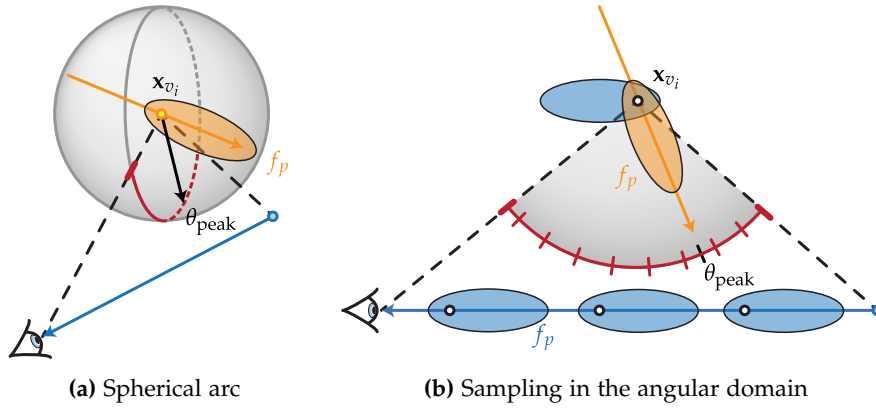 x_{v_i}
f_p
θ_peak
(a) Spherical arc
x_{v_i}
f_p
θ_peak
f_p
(b) Sampling in the angular domain